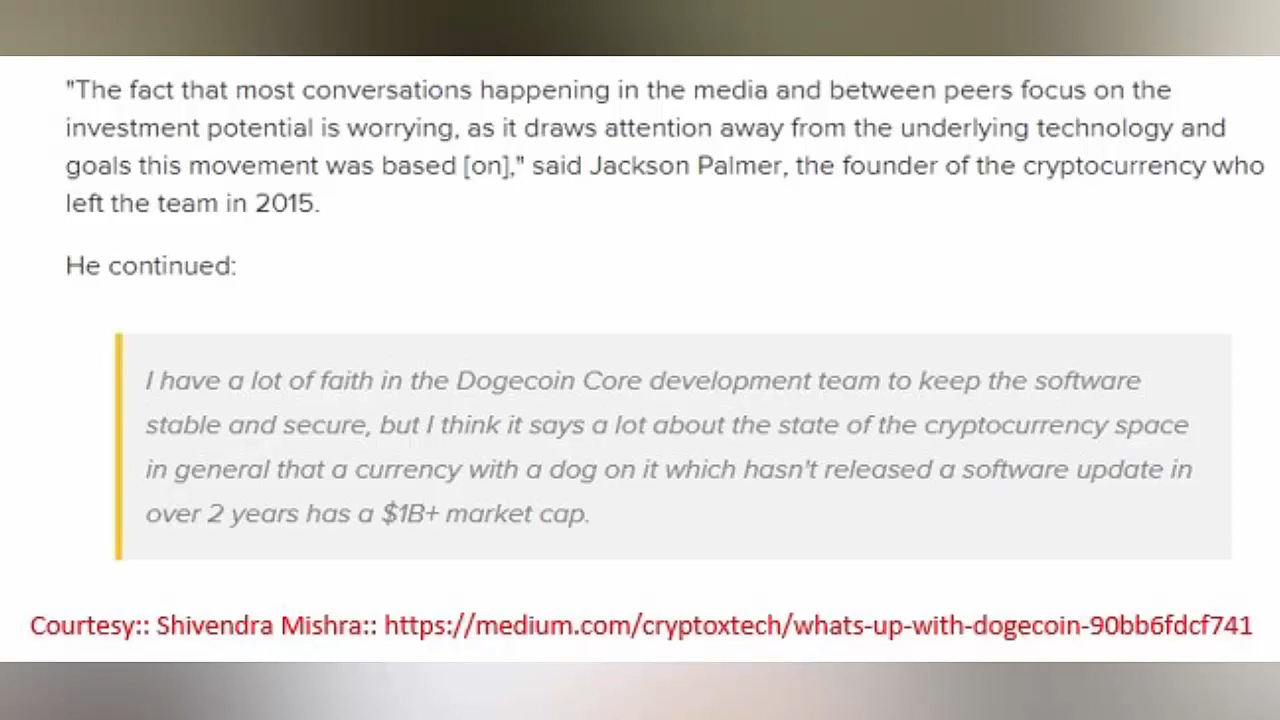 "The fact that most conversations happening in the media and between peers focus on the
investment potential is worrying, as it draws attention away from the underlying technology and
goals this movement was based [on]," said Jackson Palmer, the founder of the cryptocurrency who
left the team in 2015.
He continued:
I have a lot of faith in the Dogecoin Core development team to keep the software
stable and secure, but I think it says a lot about the state of the cryptocurrency space
in general that a currency with a dog on it which hasn't released a software update in
over 2 years has a $1B+ market cap.
Courtesy:: Shivendra Mishra:: https://medium.com/cryptoxtech/whats-up-with-dogecoin-90bb6fdcf741